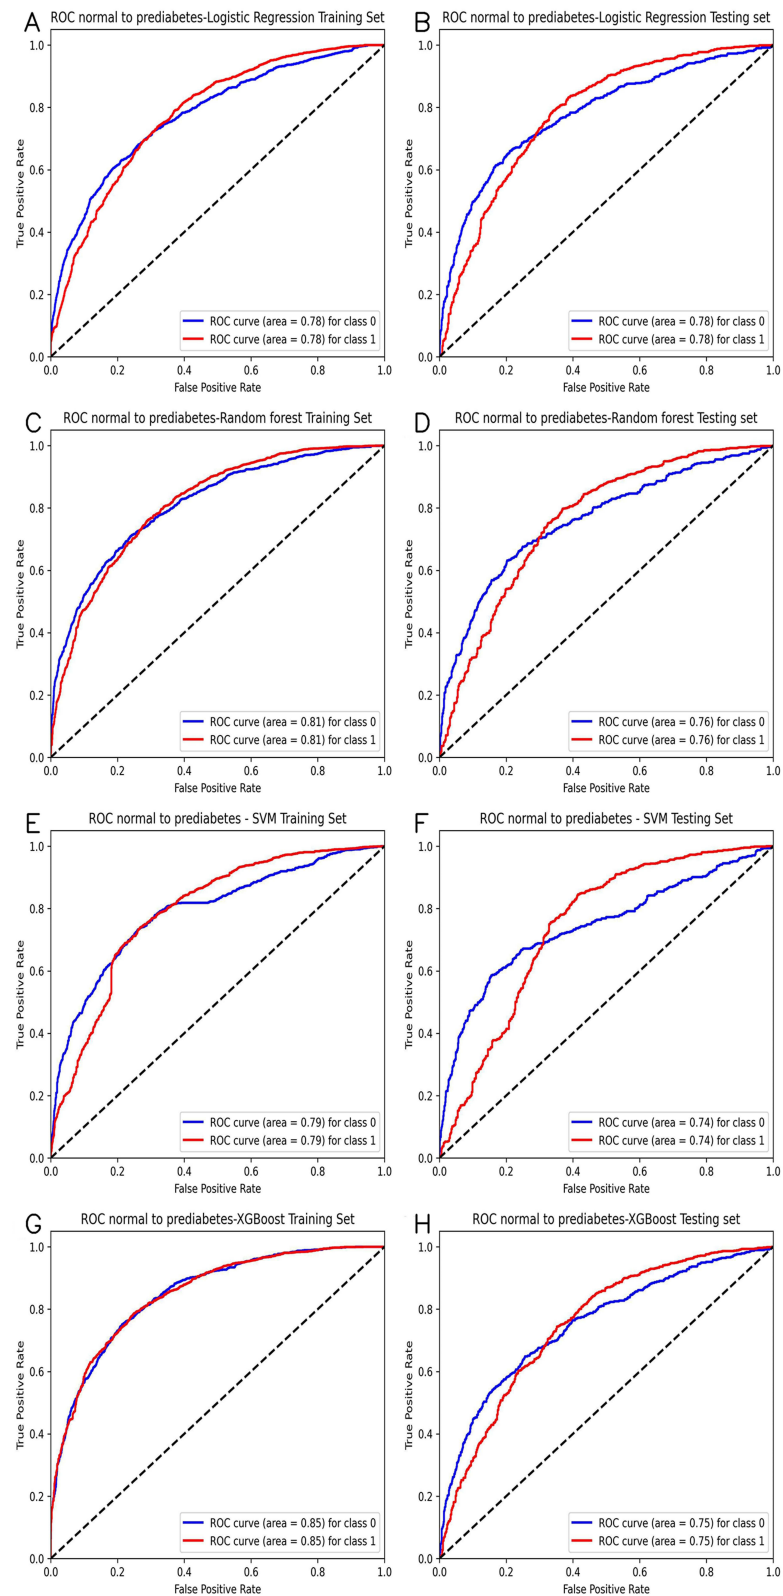 A
ROC normal to prediabetes-Logistic Regression Training Set
1.0
0.8
0.6
0.4
0.2
0.0
True Positive Rate
ROC curve (area = 0.78) for class 0
ROC curve (area = 0.78) for class 1
0.0 0.2 0.4 0.6 0.8 1.0
False Positive Rate
B
ROC normal to prediabetes-Logistic Regression Testing set
1.0
0.8
0.6
0.4
0.2
0.0
True Positive Rate
ROC curve (area = 0.78) for class 0
ROC curve (area = 0.78) for class 1
0.0 0.2 0.4 0.6 0.8 1.0
False Positive Rate
C
ROC normal to prediabetes-Random forest Training Set
1.0
0.8
0.6
0.4
0.2
0.0
True Positive Rate
ROC curve (area = 0.81) for class 0
ROC curve (area = 0.81) for class 1
0.0 0.2 0.4 0.6 0.8 1.0
False Positive Rate
D
ROC normal to prediabetes-Random forest Testing set
1.0
0.8
0.6
0.4
0.2
0.0
True Positive Rate
ROC curve (area = 0.76) for class 0
ROC curve (area = 0.76) for class 1
0.0 0.2 0.4 0.6 0.8 1.0
False Positive Rate
E
ROC normal to prediabetes - SVM Training Set
1.0
0.8
0.6
0.4
0.2
0.0
True Positive Rate
ROC curve (area = 0.79) for class 0
ROC curve (area = 0.79) for class 1
0.0 0.2 0.4 0.6 0.8 1.0
False Positive Rate
F
ROC normal to prediabetes - SVM Testing Set
1.0
0.8
0.6
0.4
0.2
0.0
True Positive Rate
ROC curve (area = 0.74) for class 0
ROC curve (area = 0.74) for class 1
0.0 0.2 0.4 0.6 0.8 1.0
False Positive Rate
G
ROC normal to prediabetes-XGBoost Training Set
1.0
0.8
0.6
0.4
0.2
0.0
True Positive Rate
ROC curve (area = 0.85) for class 0
ROC curve (area = 0.85) for class 1
0.0 0.2 0.4 0.6 0.8 1.0
False Positive Rate
H
ROC normal to prediabetes-XGBoost Testing set
1.0
0.8
0.6
0.4
0.2
0.0
True Positive Rate
ROC curve (area = 0.75) for class 0
ROC curve (area = 0.75) for class 1
0.0 0.2 0.4 0.6 0.8 1.0
False Positive Rate